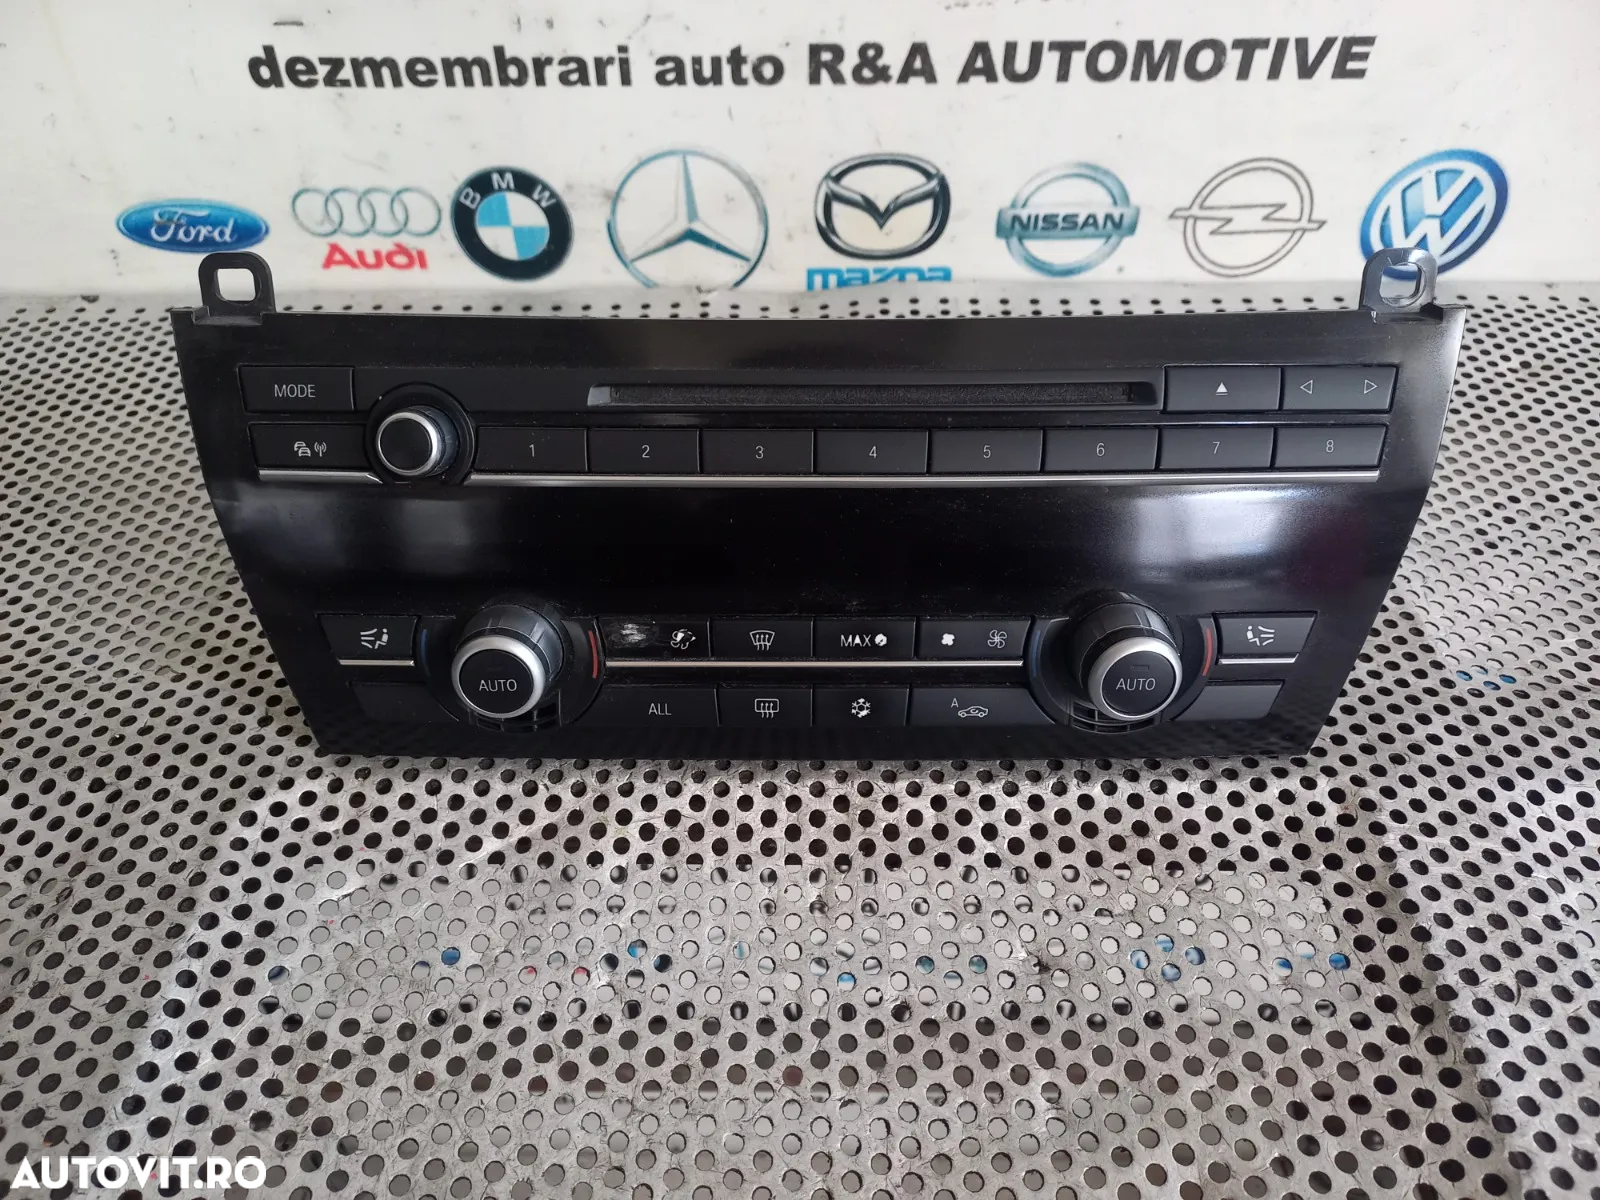 dezmembrari auto R&A AUTOMOTIVE
Ford
Audi
BMW
mazda
NISSAN
MODE
1 2 3 4 5 6 7 8
MAX
AUTO
AUTO
ALL
A
AUTOVIT.RO